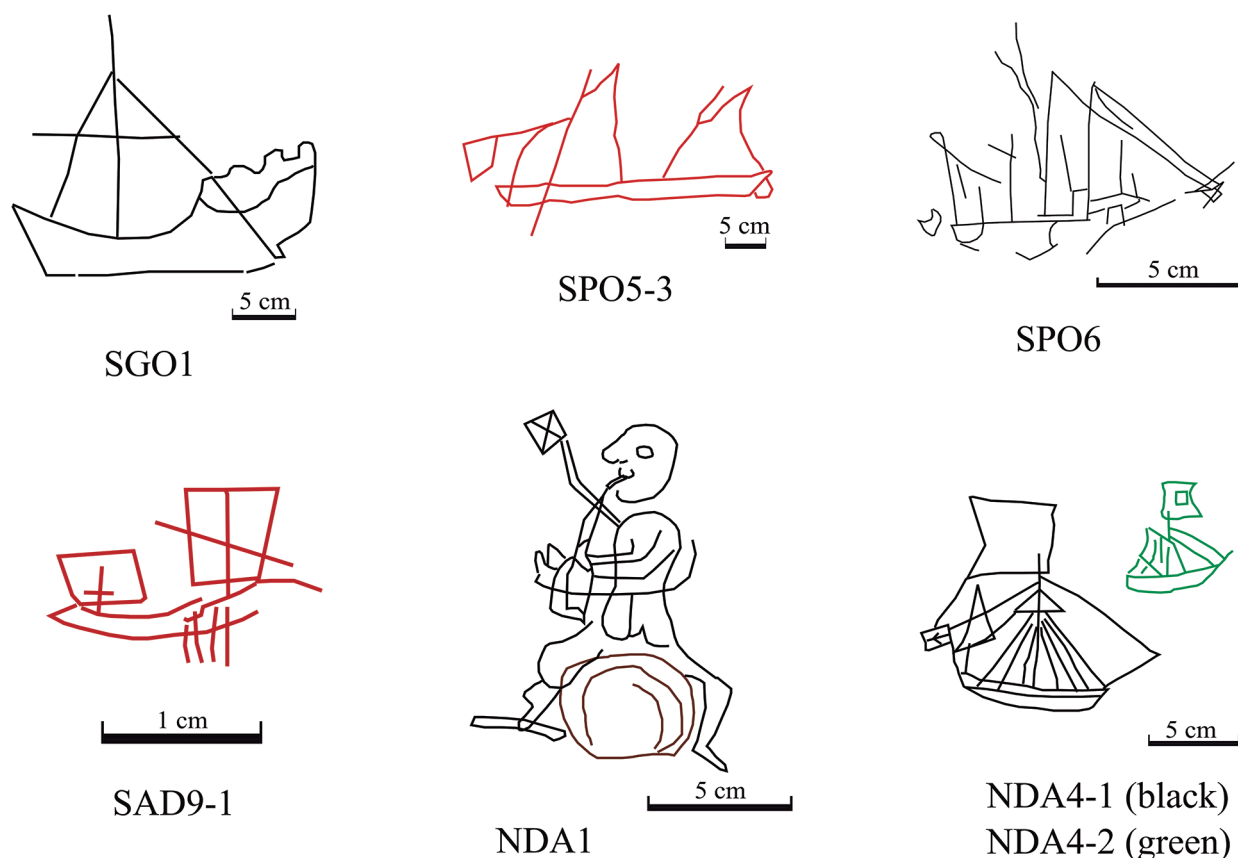 5 cm
SGO1
5 cm
SPO5-3
5 cm
SPO6
1 cm
SAD9-1
5 cm
NDA1
5 cm
NDA4-1 (black)
NDA4-2 (green)